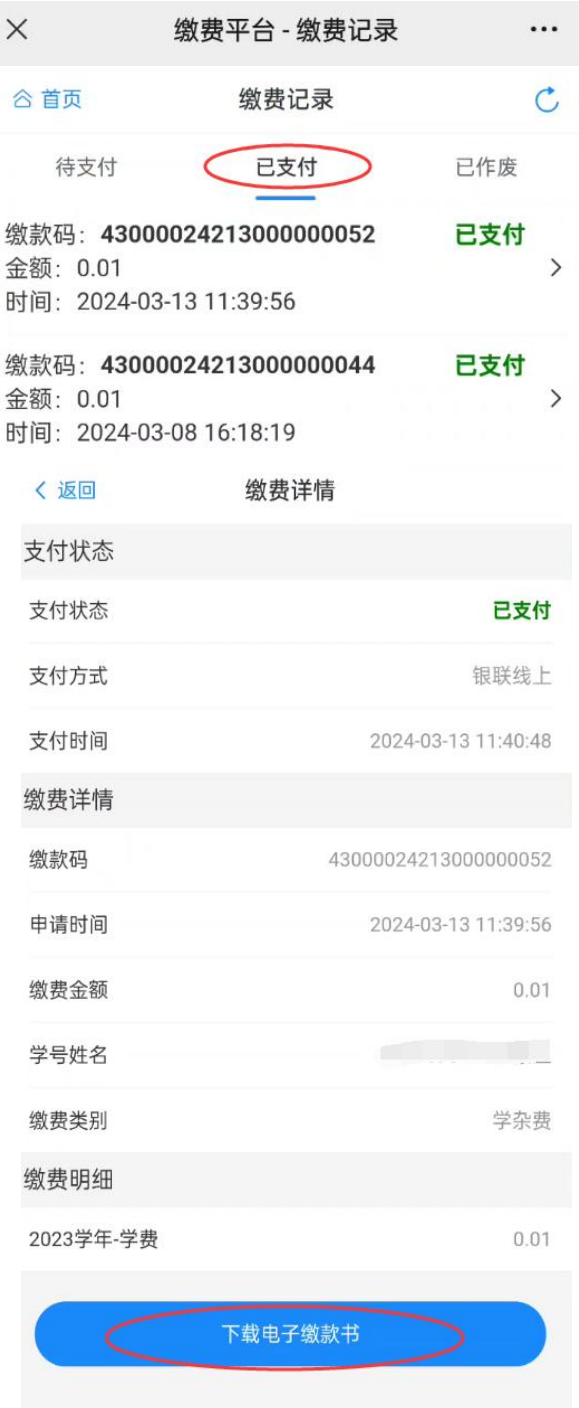 缴费平台 - 缴费记录
首页 缴费记录
待支付 已支付 已作废
缴款码：43000024213000000052 已支付
金额：0.01
时间：2024-03-13 11:39:56
缴款码：43000024213000000044 已支付
金额：0.01
时间：2024-03-08 16:18:19
返回 缴费详情
支付状态
支付状态 已支付
支付方式 银联线上
支付时间 2024-03-13 11:40:48
缴费详情
缴款码 43000024213000000052
申请时间 2024-03-13 11:39:56
缴费金额 0.01
学号姓名
缴费类别 学杂费
缴费明细
2023学年-学费 0.01
下载电子缴款书